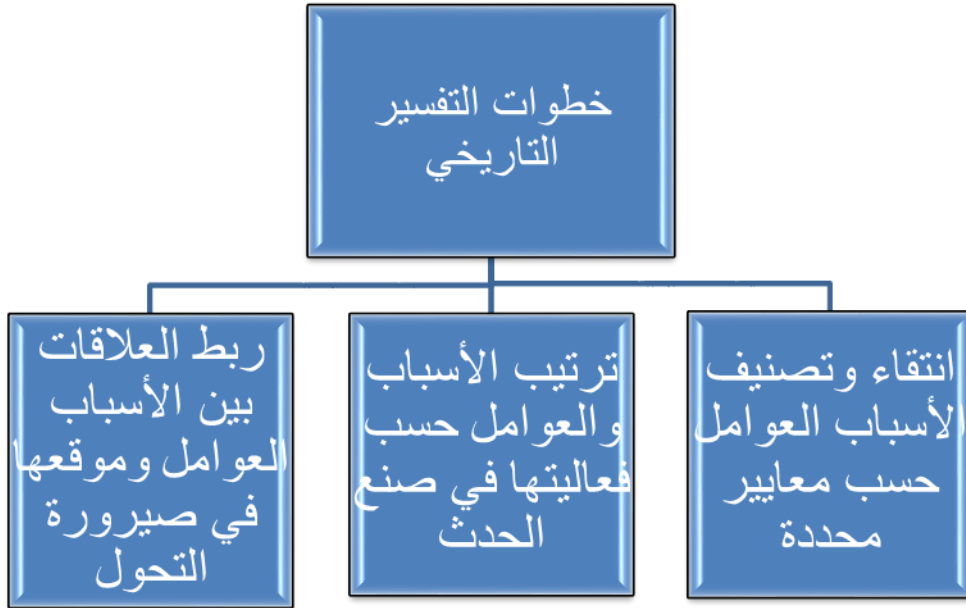 خطوات التفسير
التاريخي
انتقاء وتصنيف
الأسباب العوامل
حسب معايير
محددة
ترتيب الأسباب
والعوامل حسب
فعاليتها في صنع
الحدث
ربط العلاقات
بين الأسباب
العوامل وموقعها
في صيرورة
التحول